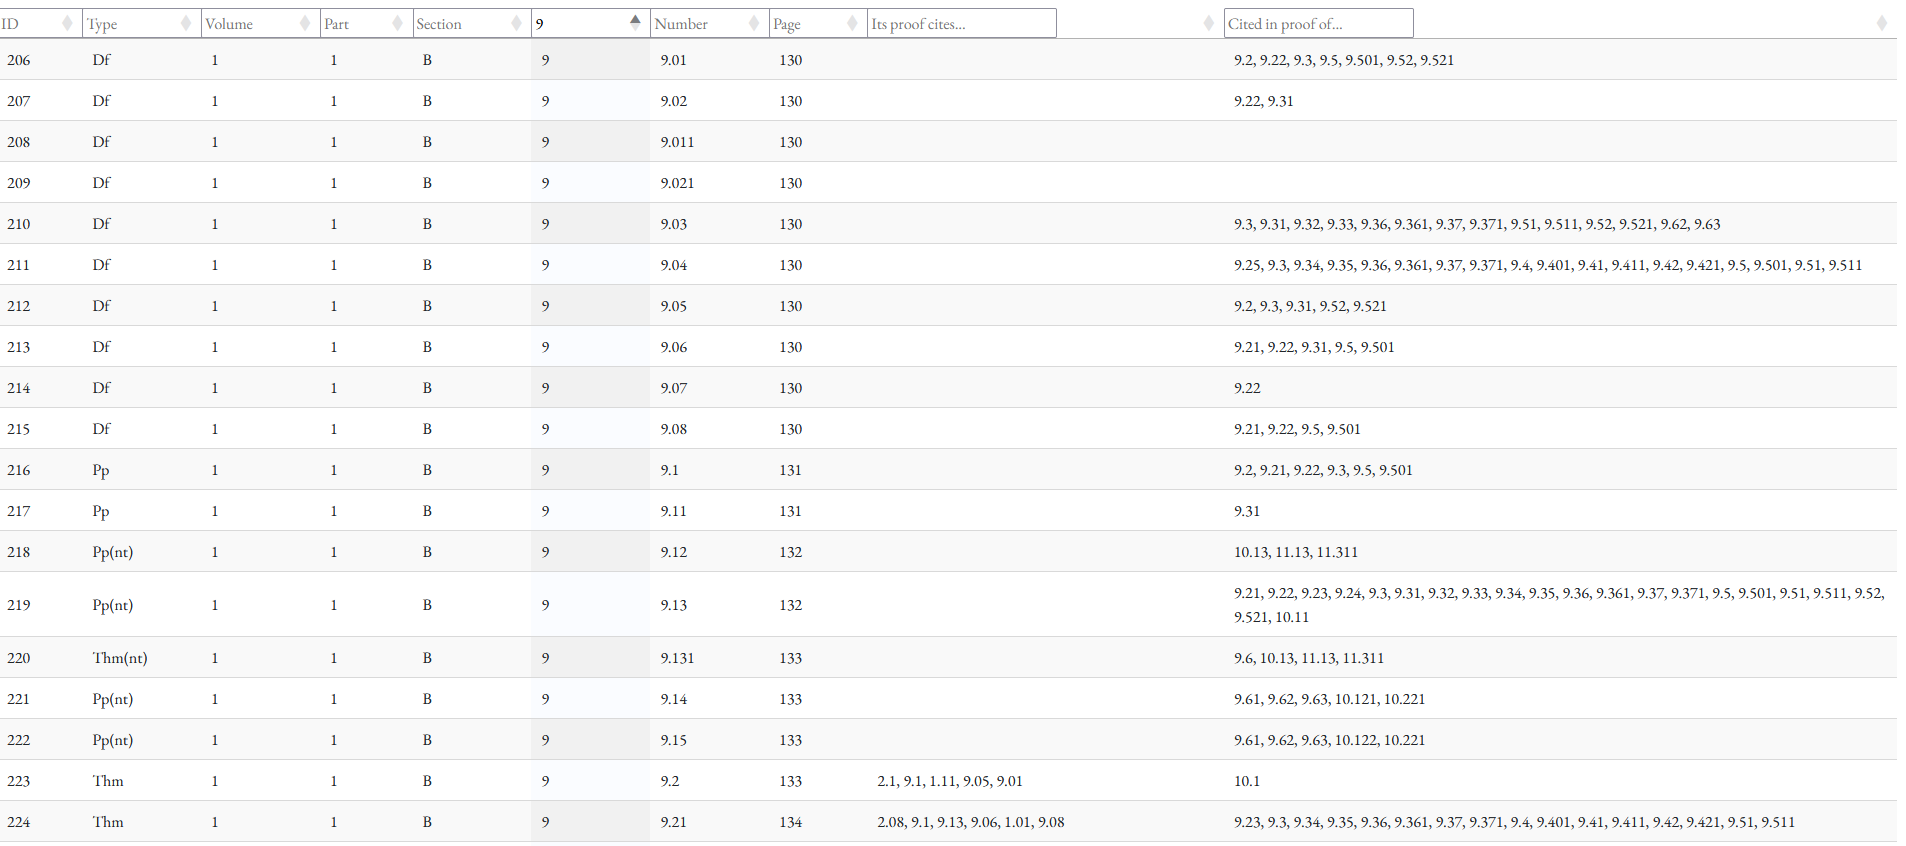 ID Type Volume Part Section 9 Number Page Its proof cites... Cited in proof of...
206 Df 1 1 B 9 9.01 130 9.2, 9.22, 9.3, 9.5, 9.501, 9.52, 9.521
207 Df 1 1 B 9 9.02 130 9.22, 9.31
208 Df 1 1 B 9 9.011 130
209 Df 1 1 B 9 9.021 130
210 Df 1 1 B 9 9.03 130 9.3, 9.31, 9.32, 9.33, 9.36, 9.361, 9.37, 9.371, 9.51, 9.511, 9.52, 9.521, 9.62, 9.63
211 Df 1 1 B 9 9.04 130 9.25, 9.3, 9.34, 9.35, 9.36, 9.361, 9.37, 9.371, 9.4, 9.401, 9.41, 9.411, 9.42, 9.421, 9.5, 9.501, 9.51, 9.511
212 Df 1 1 B 9 9.05 130 9.2, 9.3, 9.31, 9.52, 9.521
213 Df 1 1 B 9 9.06 130 9.21, 9.22, 9.31, 9.5, 9.501
214 Df 1 1 B 9 9.07 130 9.22
215 Df 1 1 B 9 9.08 130 9.21, 9.22, 9.5, 9.501
216 Pp 1 1 B 9 9.1 131 9.2, 9.21, 9.22, 9.3, 9.5, 9.501
217 Pp 1 1 B 9 9.11 131 9.31
218 Pp(nt) 1 1 B 9 9.12 132 10.13, 11.13, 11.311
219 Pp(nt) 1 1 B 9 9.13 132 9.21, 9.22, 9.23, 9.24, 9.3, 9.31, 9.32, 9.33, 9.34, 9.35, 9.36, 9.361, 9.37, 9.371, 9.5, 9.501, 9.51, 9.511, 9.52,
9.521, 10.11
220 Thm(nt) 1 1 B 9 9.131 133 9.6, 10.13, 11.13, 11.311
221 Pp(nt) 1 1 B 9 9.14 133 9.61, 9.62, 9.63, 10.121, 10.221
222 Pp(nt) 1 1 B 9 9.15 133 9.61, 9.62, 9.63, 10.122, 10.221
223 Thm 1 1 B 9 9.2 133 2.1, 9.1, 1.11, 9.05, 9.01 10.1
224 Thm 1 1 B 9 9.21 134 2.08, 9.1, 9.13, 9.06, 1.01, 9.08 9.23, 9.3, 9.34, 9.35, 9.36, 9.361, 9.37, 9.371, 9.4, 9.401, 9.41, 9.411, 9.42, 9.421, 9.51, 9.511